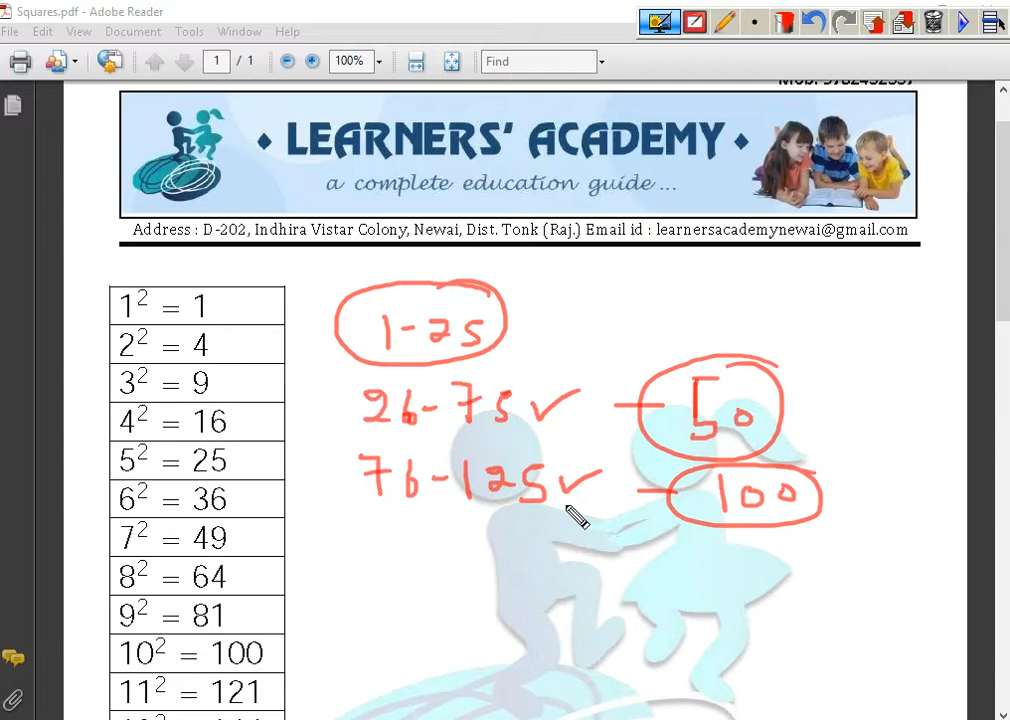 Squares.pdf - Adobe Reader
File Edit View Document Tools Window Help
1 / 1 100% Find
LEARNERS' ACADEMY
a complete education guide ...
Address : D-202, Indhira Vistar Colony, Newai, Dist. Tonk (Raj.) Email id : learnersacademynewai@gmail.com
1² = 1
2² = 4
3² = 9
4² = 16
5² = 25
6² = 36
7² = 49
8² = 64
9² = 81
10² = 100
11² = 121
1-25
26-75 ✓ - 50
76-125 ✓ - 100